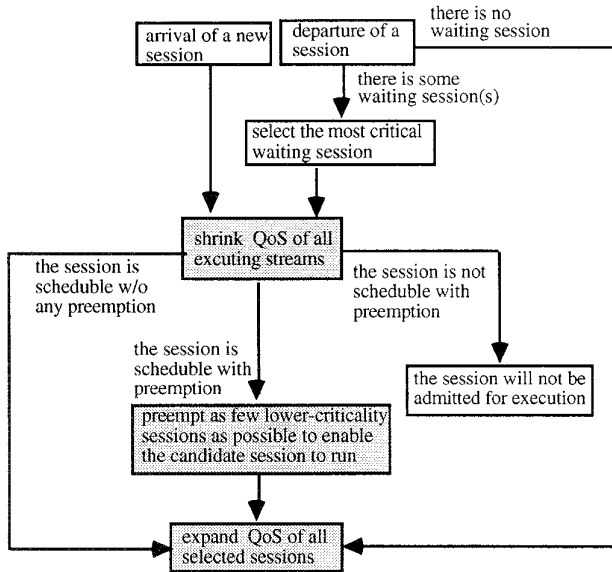 there is no
waiting session
arrival of a new
session
departure of a
session
there is some
waiting session(s)
select the most critical
waiting session
shrink QoS of all
excuting streams
the session is
scheduble w/o
any preemption
the session is not
scheduble with
preemption
the session is
scheduble with
preemption
the session will not be
admitted for execution
preempt as few lower-criticality
sessions as possible to enable
the candidate session to run
expand QoS of all
selected sessions